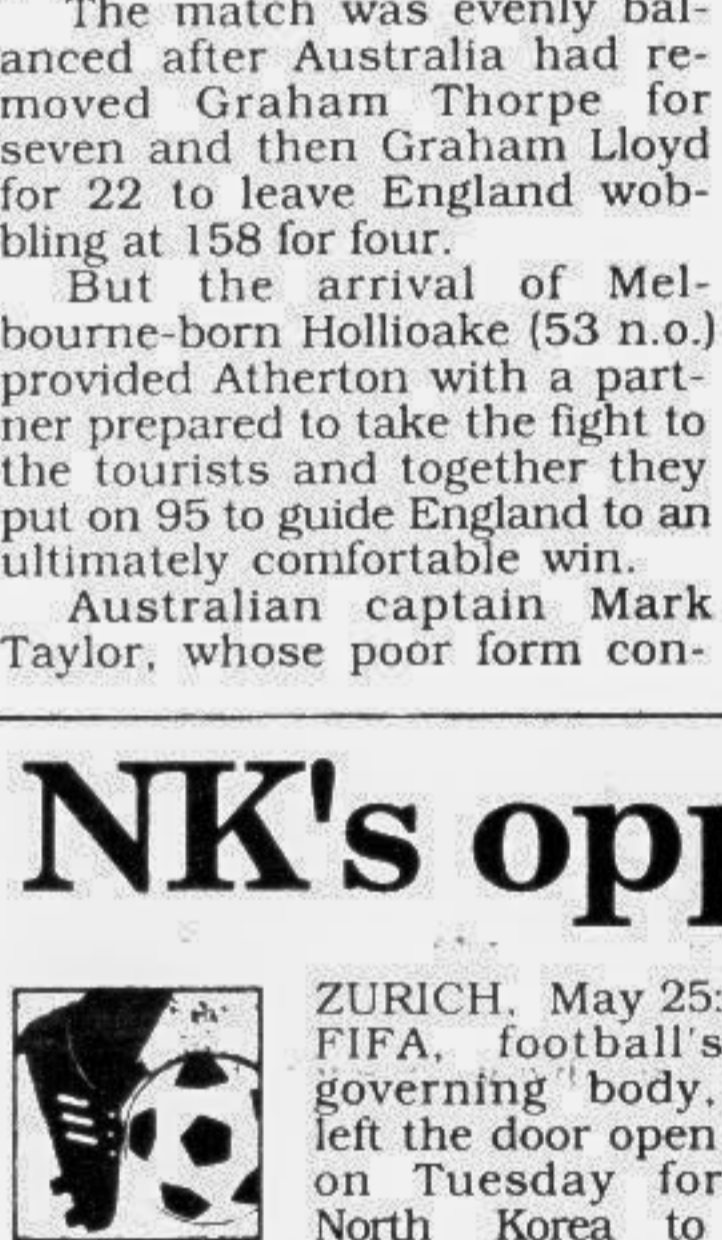 The match was evenly bal-
anced after Australia had re-
moved Graham Thorpe for
seven and then Graham Lloyd
for 22 to leave England wob-
bling at 158 for four.
But the arrival of Mel-
bourne-born Hollioake (53 n.o.)
provided Atherton with a part-
ner prepared to take the fight to
the tourists and together they
put on 95 to guide England to an
ultimately comfortable win.
Australian captain Mark
Taylor, whose poor form con-
NK's opp
ZURICH, May 25:
FIFA, football's
governing body,
left the door open
on Tuesday for
North Korea to